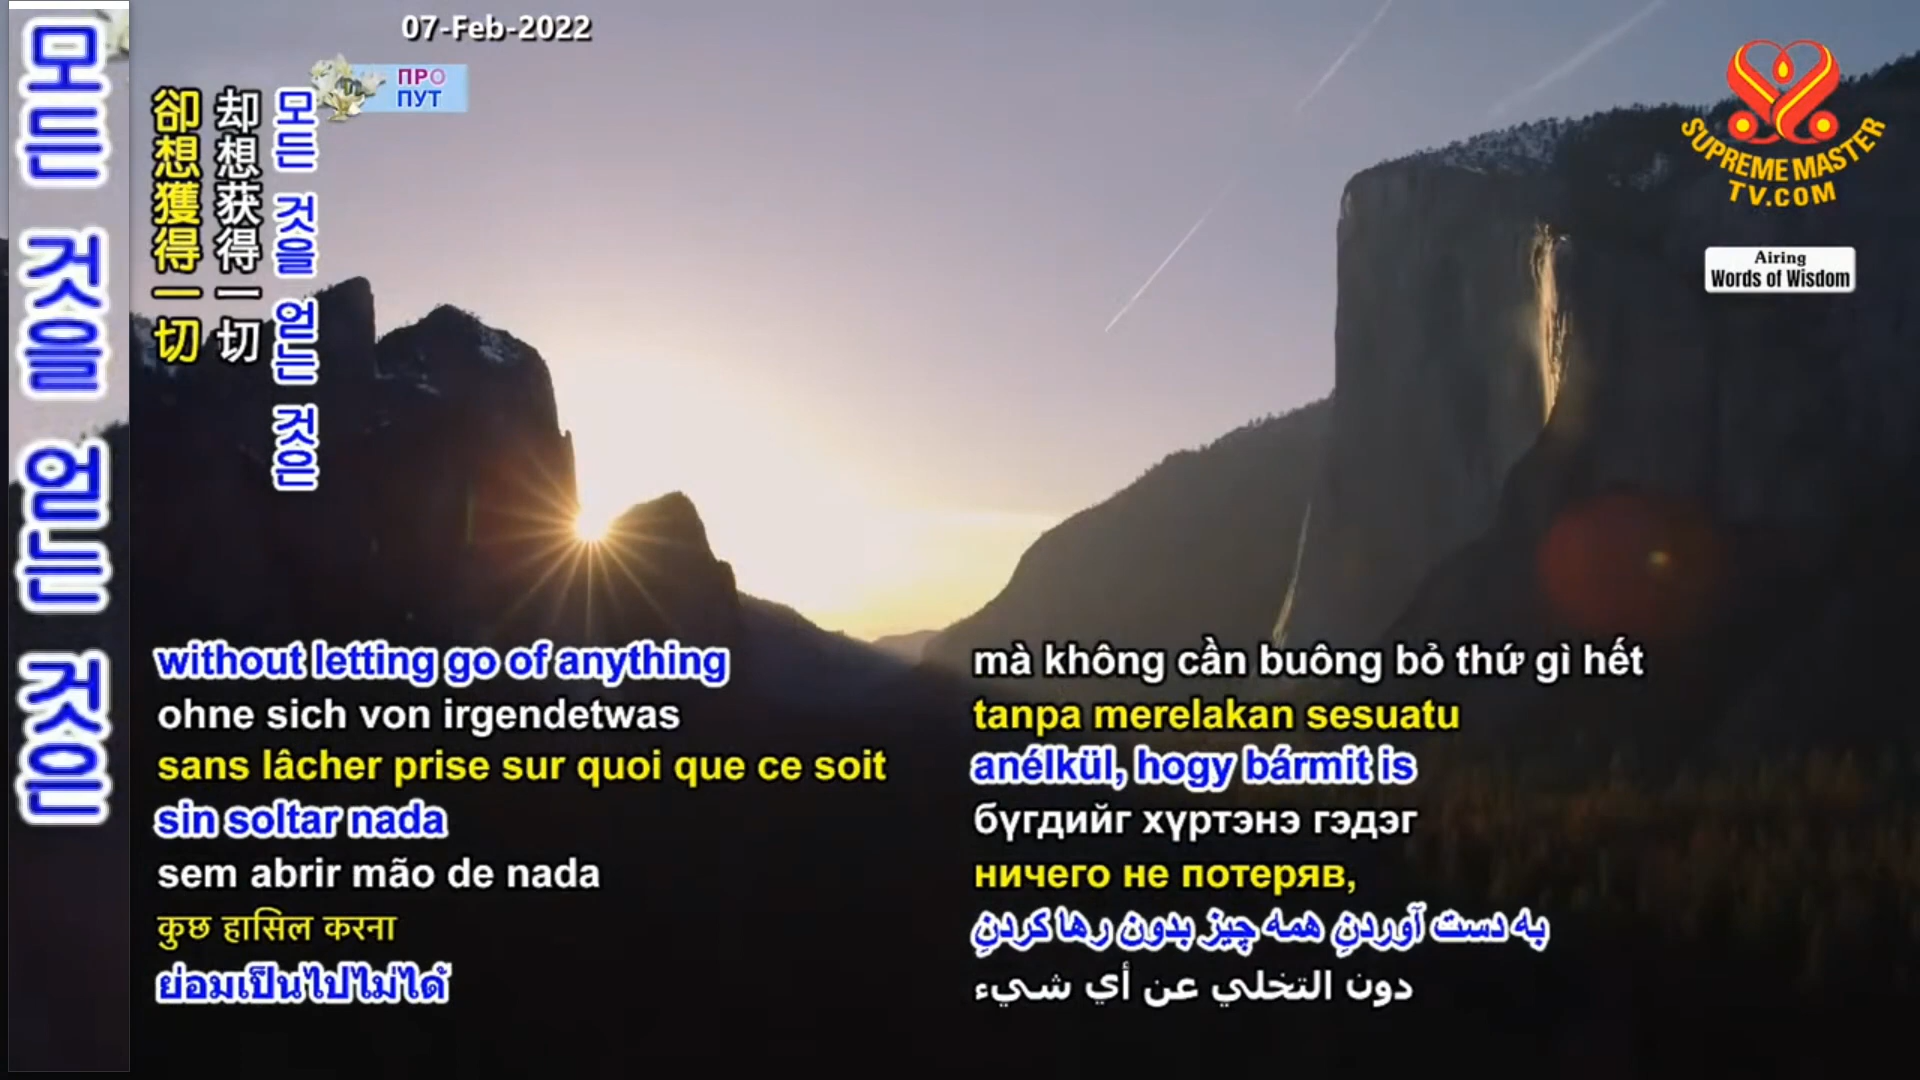 07-Feb-2022
ПРО
ПУТ
모든 것을 얻는 것은
卻想獲得一切
却想获得一切
모든 것을 얻는 것은
SUPREME MASTER
TV.COM
Airing
Words of Wisdom
without letting go of anything
ohne sich von irgendetwas
sans lâcher prise sur quoi que ce soit
sin soltar nada
sem abrir mão de nada
कुछ हासिल करना
ย่อมเป็นไปไม่ได้
mà không cần buông bỏ thứ gì hết
tanpa merelakan sesuatu
anélkül, hogy bármit is
бүгдийг хүртэнэ гэдэг
ничего не потеряв,
به دست آوردنِ همه چیز بدون رها کردنِ
دون التخلي عن أي شيء